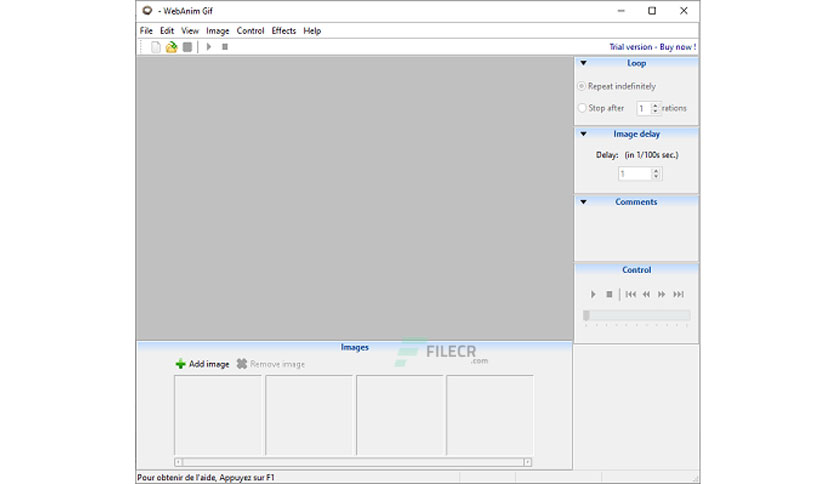 - WebAnim Gif
File Edit View Image Control Effects Help
Trial version - Buy now !
Loop
Repeat indefinitely
Stop after 1 rations
Image delay
Delay: (in 1/100s sec.)
1
Comments
Control
Images
FILECR
.com
Add image Remove image
Pour obtenir de l'aide, Appuyez sur F1